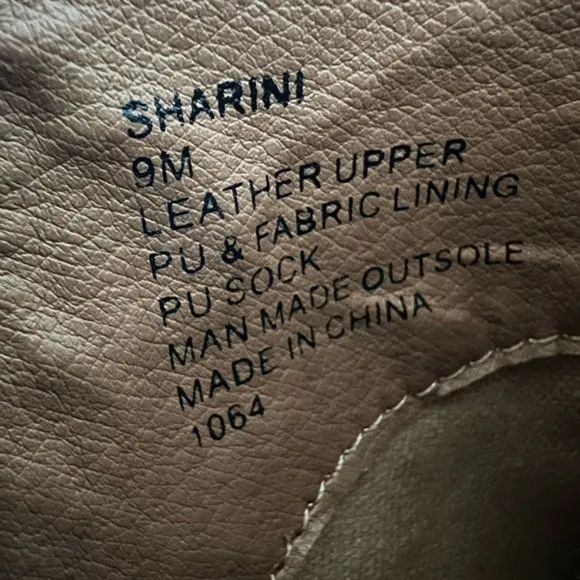 SHARINI
9M
LEATHER UPPER
PU & FABRIC LINING
PU SOCK
MAN MADE OUTSOLE
MADE IN CHINA
1064